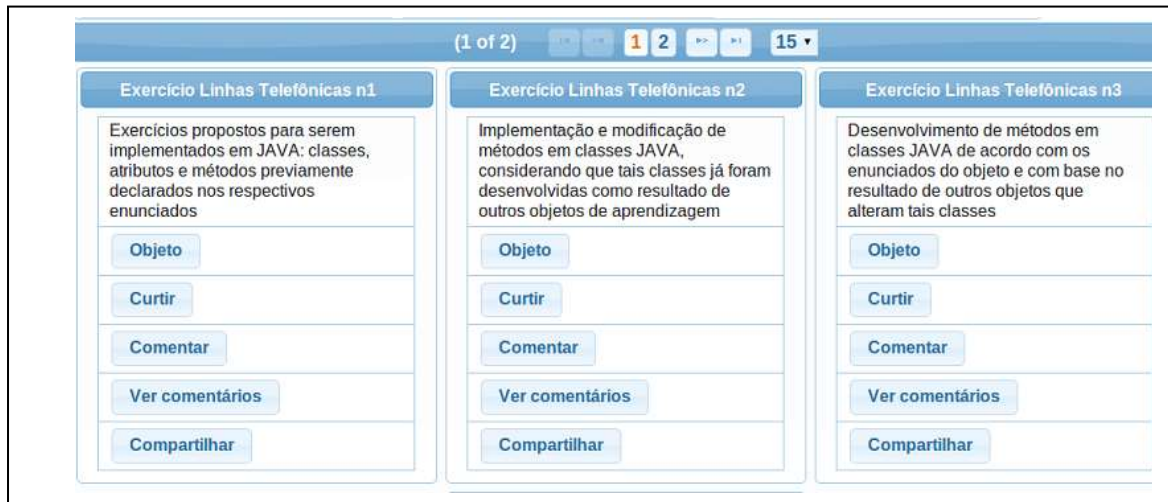 (1 of 2) 1 2 15
Exercício Linhas Telefônicas n1
Exercícios propostos para serem
implementados em JAVA: classes,
atributos e métodos previamente
declarados nos respectivos
enunciados
Objeto
Curtir
Comentar
Ver comentários
Compartilhar
Exercício Linhas Telefônicas n2
Implementação e modificação de
métodos em classes JAVA,
considerando que tais classes já foram
desenvolvidas como resultado de
outros objetos de aprendizagem
Objeto
Curtir
Comentar
Ver comentários
Compartilhar
Exercício Linhas Telefônicas n3
Desenvolvimento de métodos em
classes JAVA de acordo com os
enunciados do objeto e com base no
resultado de outros objetos que
alteram tais classes
Objeto
Curtir
Comentar
Ver comentários
Compartilhar